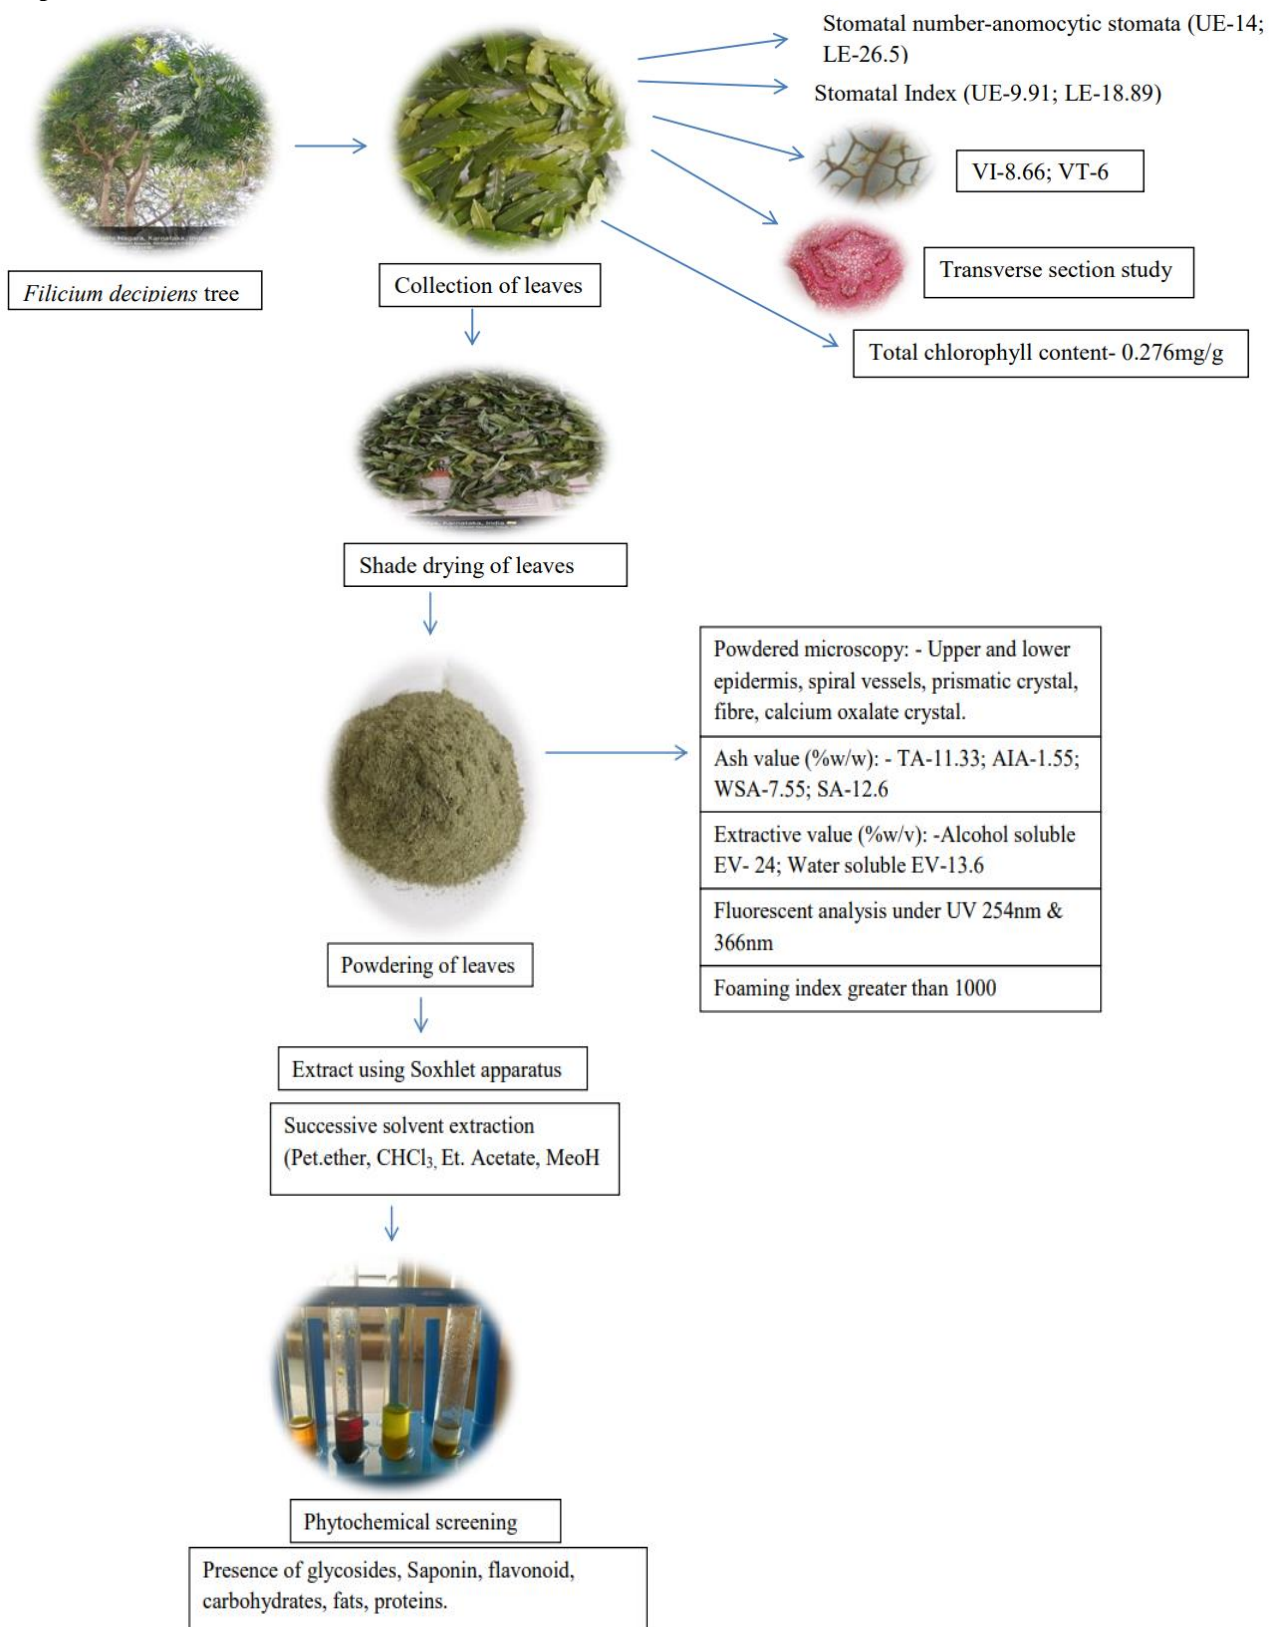 Stomatal number-anomocytic stomata (UE-14;
LE-26.5)
Stomatal Index (UE-9.91; LE-18.89)
VI-8.66; VT-6
Transverse section study
Total chlorophyll content- 0.276mg/g
Filicium decipiens tree
Collection of leaves
Shade drying of leaves
Powdered microscopy: - Upper and lower
epidermis, spiral vessels, prismatic crystal,
fibre, calcium oxalate crystal.
Ash value (%w/w): - TA-11.33; AIA-1.55;
WSA-7.55; SA-12.6
Extractive value (%w/v): -Alcohol soluble
EV- 24; Water soluble EV-13.6
Fluorescent analysis under UV 254nm &
366nm
Foaming index greater than 1000
Powdering of leaves
Extract using Soxhlet apparatus
Successive solvent extraction
(Pet.ether, CHCl₃, Et. Acetate, MeoH
Phytochemical screening
Presence of glycosides, Saponin, flavonoid,
carbohydrates, fats, proteins.
Karnataka, India
Karnataka, India